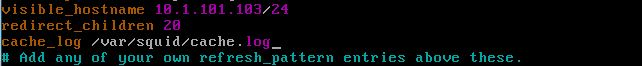 visible_hostname 10.1.101.103/24
redirect_children 20
cache_log /var/squid/cache.log_
# Add any of your own refresh_pattern entries above these.